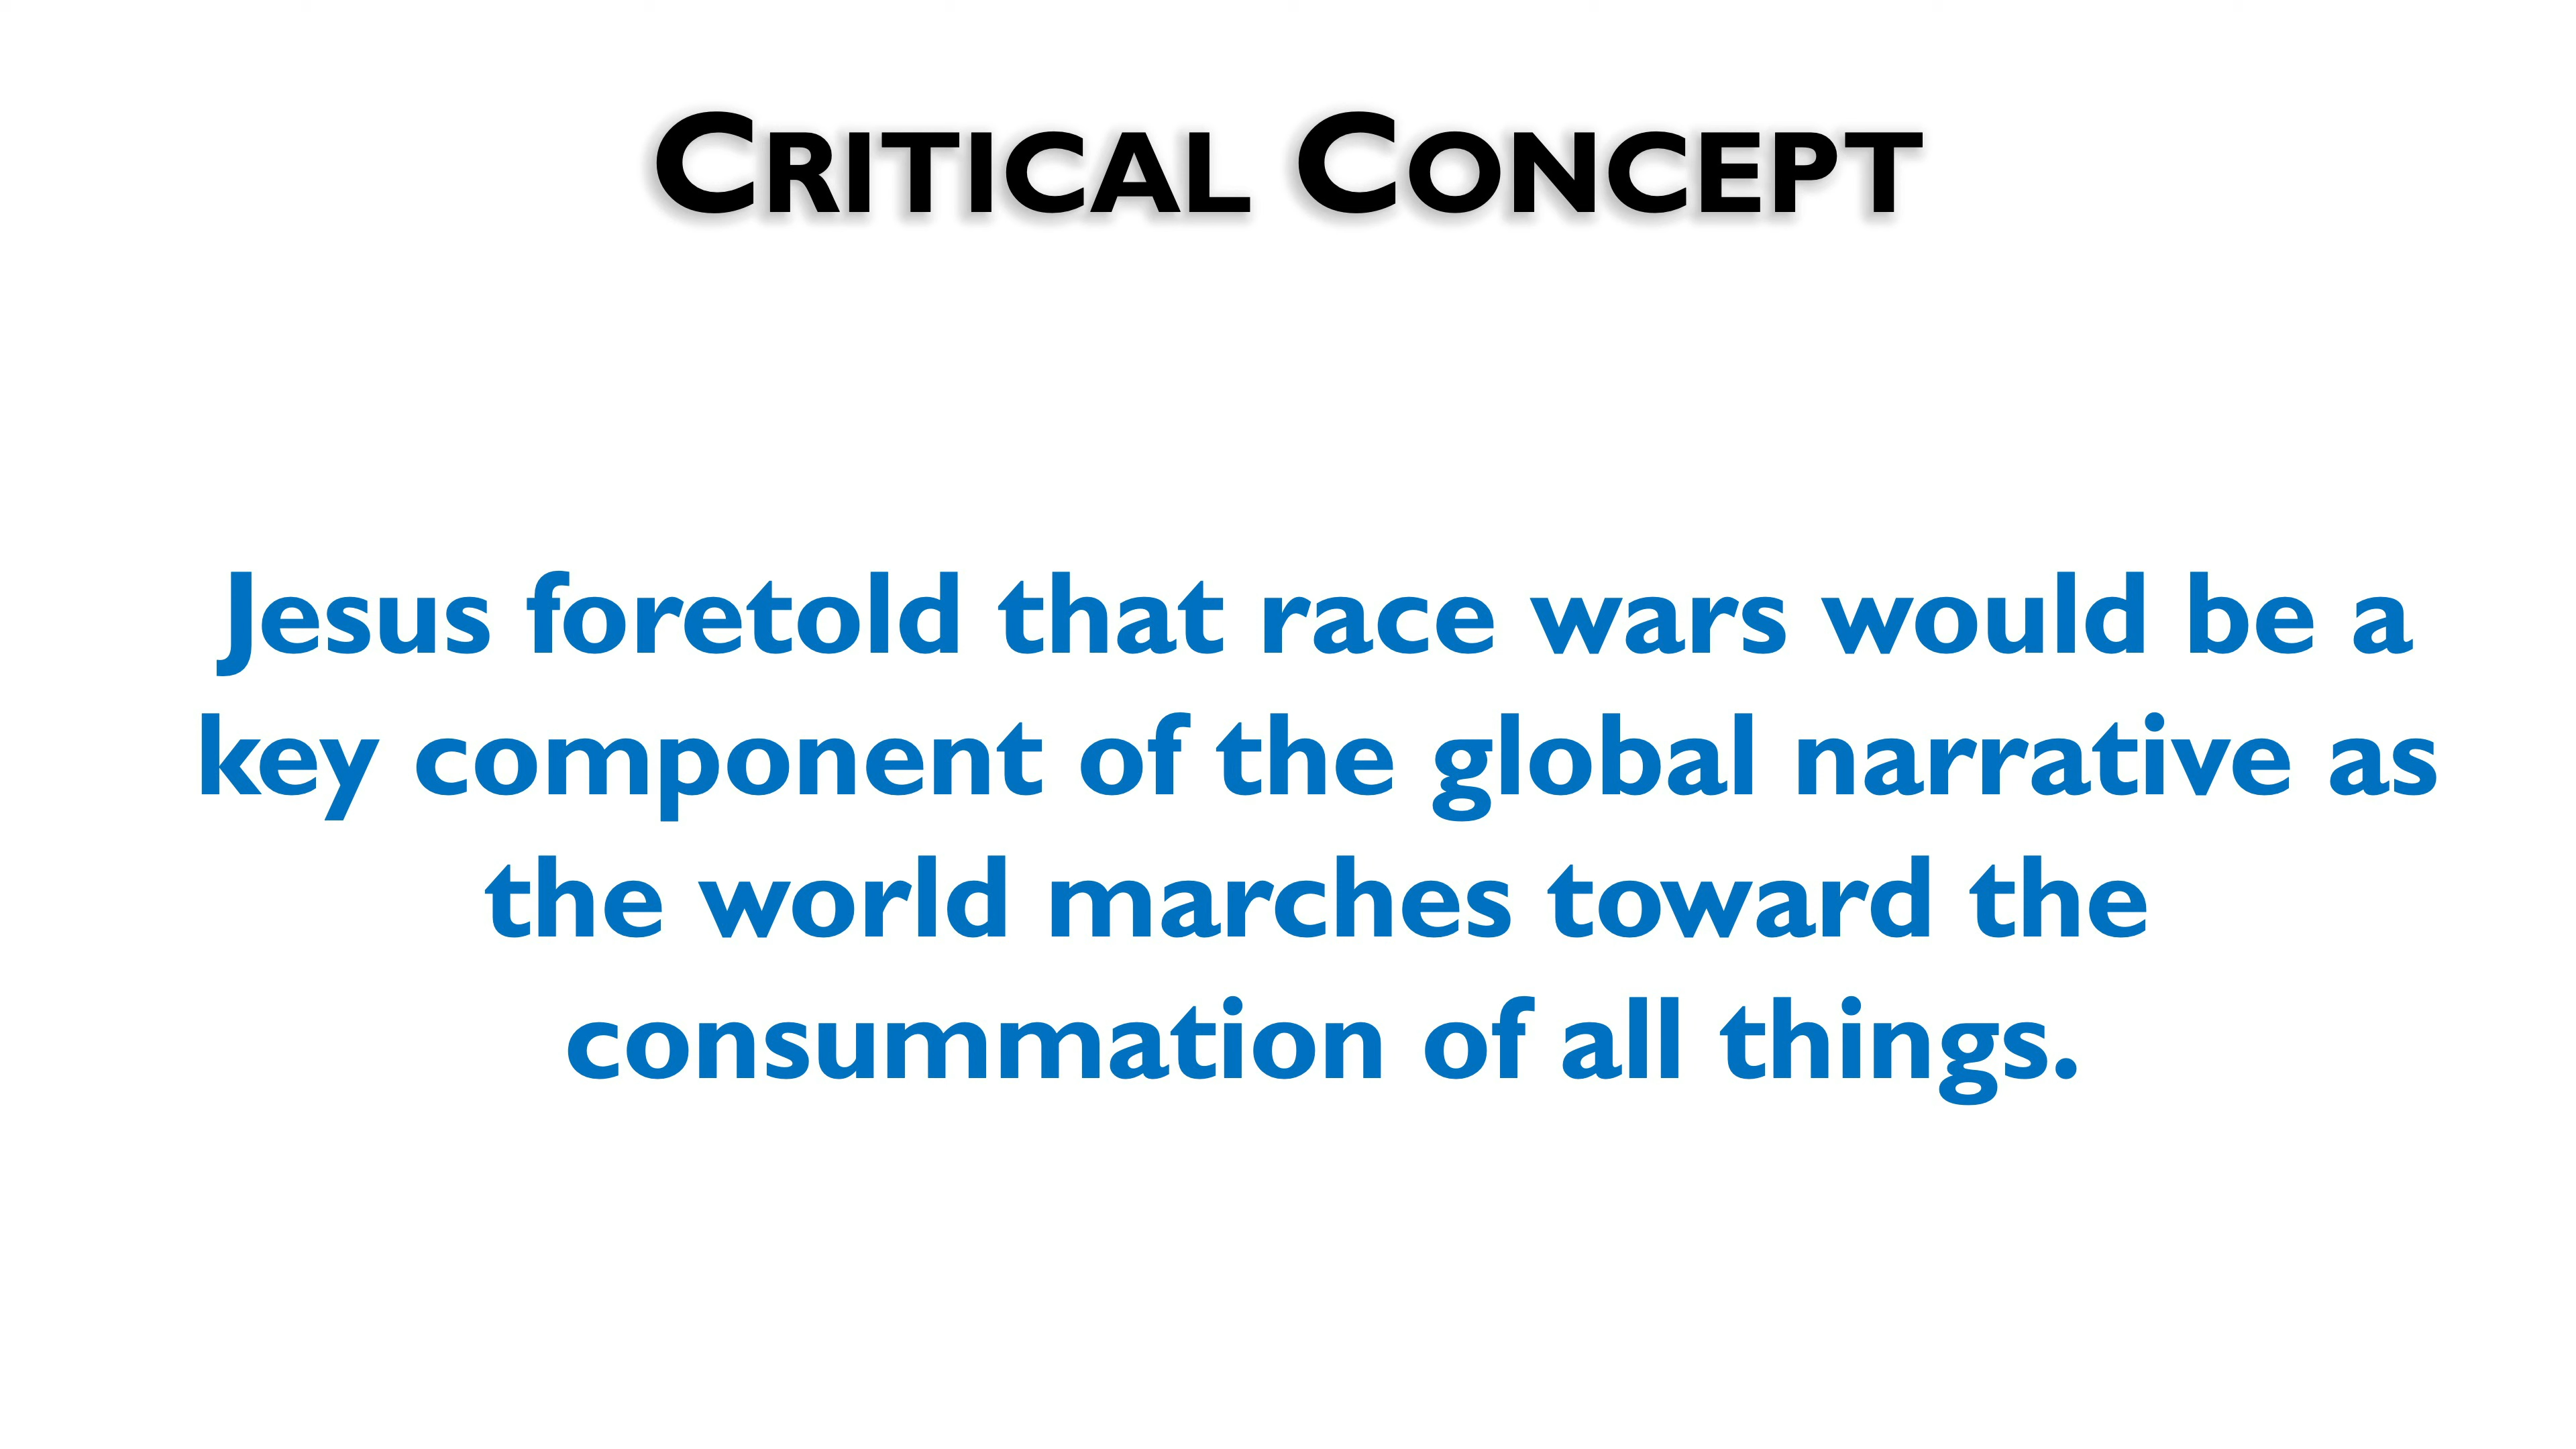 CRITICAL CONCEPT
Jesus foretold that race wars would be a
key component of the global narrative as
the world marches toward the
consummation of all things.